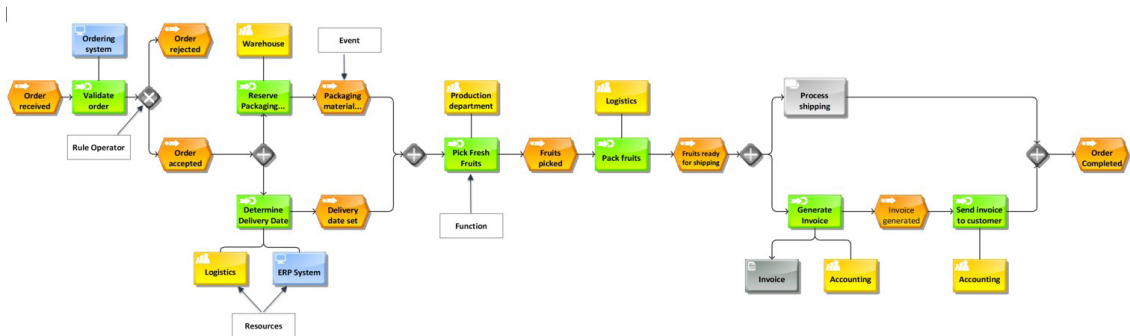 Ordering
system
Order
rejected
Warehouse
Event
Order
received
Validate
order
Reserve
Packaging...
Packaging
material...
Production
department
Logistics
Process
shipping
Rule Operator
Order
accepted
Pick Fresh
Fruits
Fruits
picked
Pack fruits
Fruits ready
for shipping
Order
Completed
Determine
Delivery Date
Delivery
date set
Function
Generate
Invoice
Invoice
generated
Send invoice
to customer
Logistics
ERP System
Invoice
Accounting
Accounting
Resources